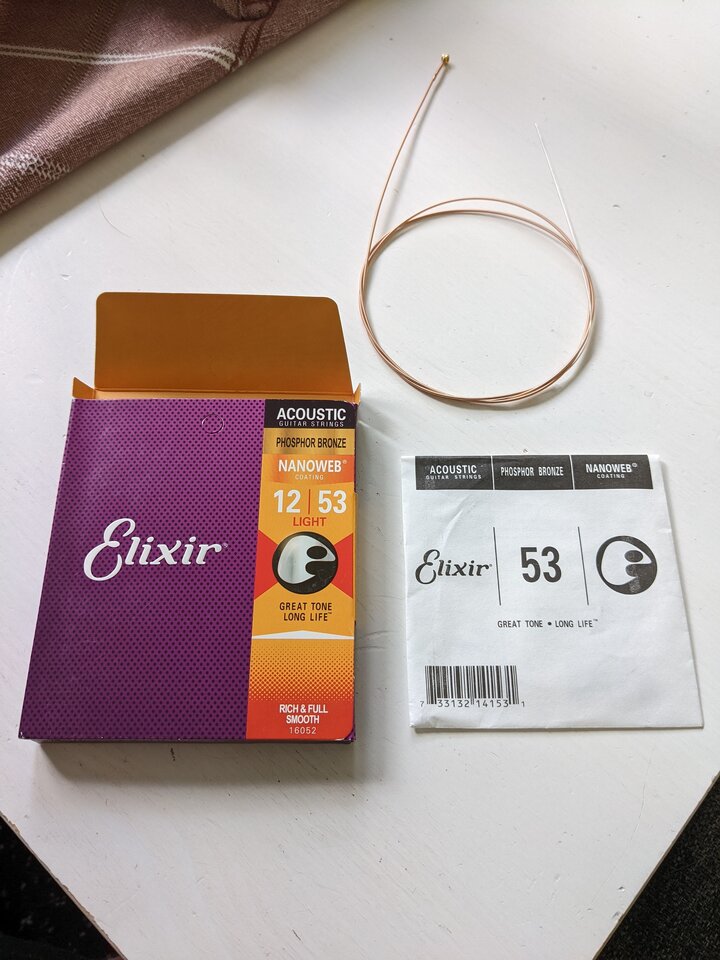 ACOUSTIC
GUITAR STRINGS
PHOSPHOR BRONZE
NANOWEB®
COATING
12 | 53
LIGHT
Elixir®
GREAT TONE
LONG LIFE™
RICH & FULL
SMOOTH
16052
ACOUSTIC
GUITAR STRINGS
PHOSPHOR BRONZE
NANOWEB®
COATING
Elixir®
53
GREAT TONE • LONG LIFE™
7 33132 14153 1